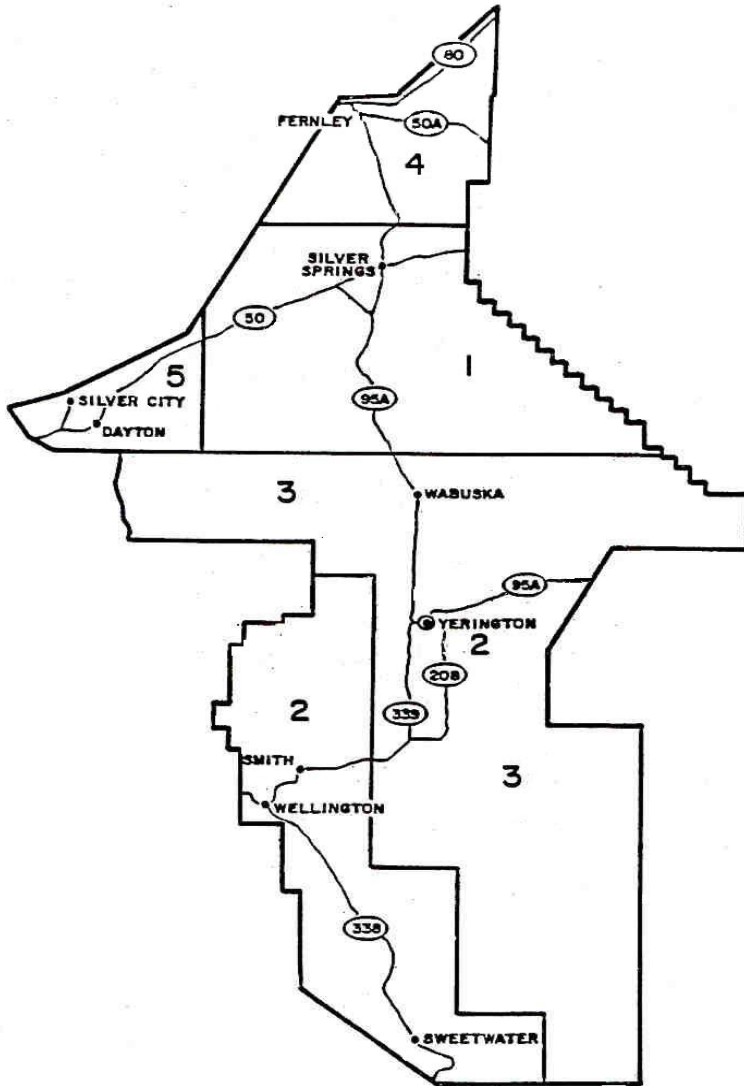 80
FERNLEY
50A
4
SILVER
SPRINGS
50
1
5
95A
SILVER CITY
DAYTON
3
WABUSKA
95A
YERINGTON
2
208
2
339
SMITH
3
WELLINGTON
338
SWEETWATER